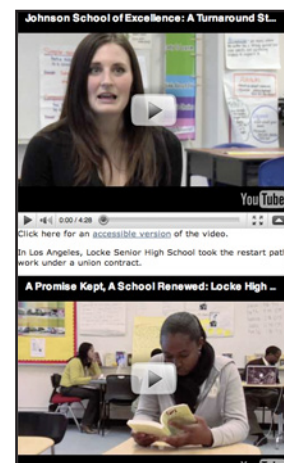 Johnson School of Excellence: A Turnaround St...
YouTube
0:00 / 4:28
Click here for an accessible version of the video.
In Los Angeles, Locke Senior High School took the restart pat
work under a union contract.
A Promise Kept, A School Renewed: Locke High ...